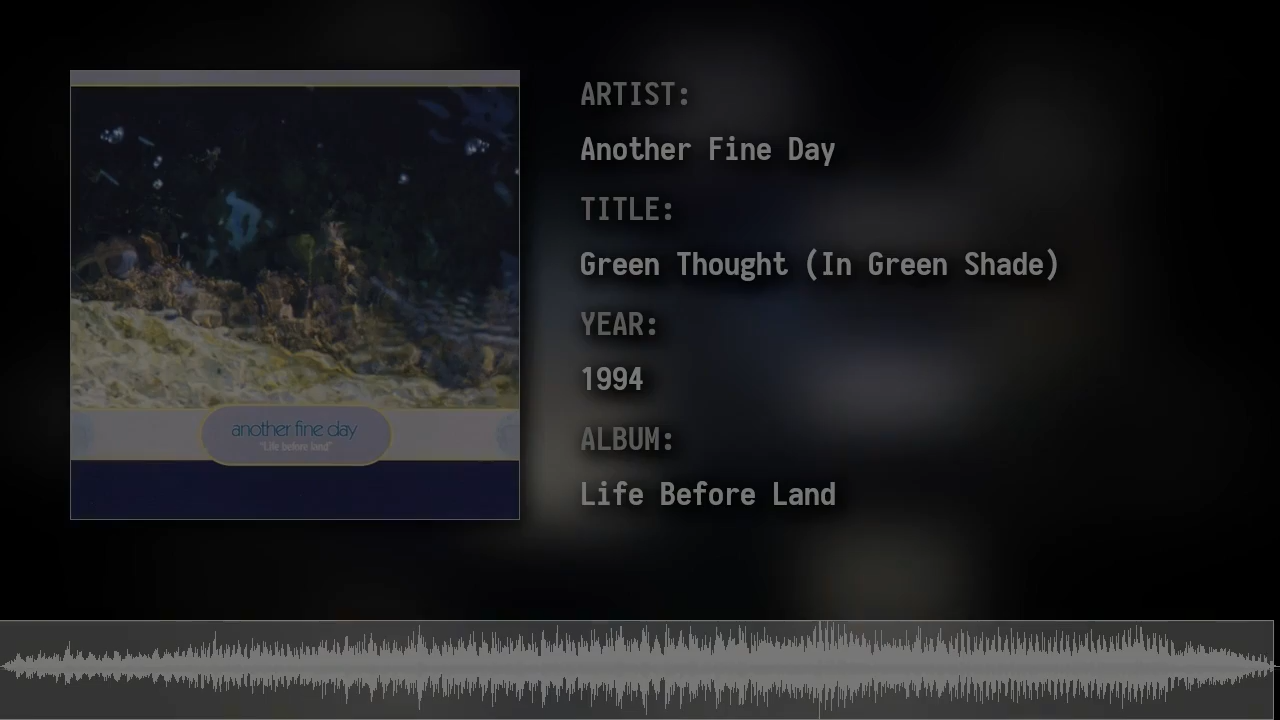 ARTIST:
Another Fine Day
TITLE:
Green Thought (In Green Shade)
YEAR:
1994
ALBUM:
Life Before Land
another fine day
"Life before land"